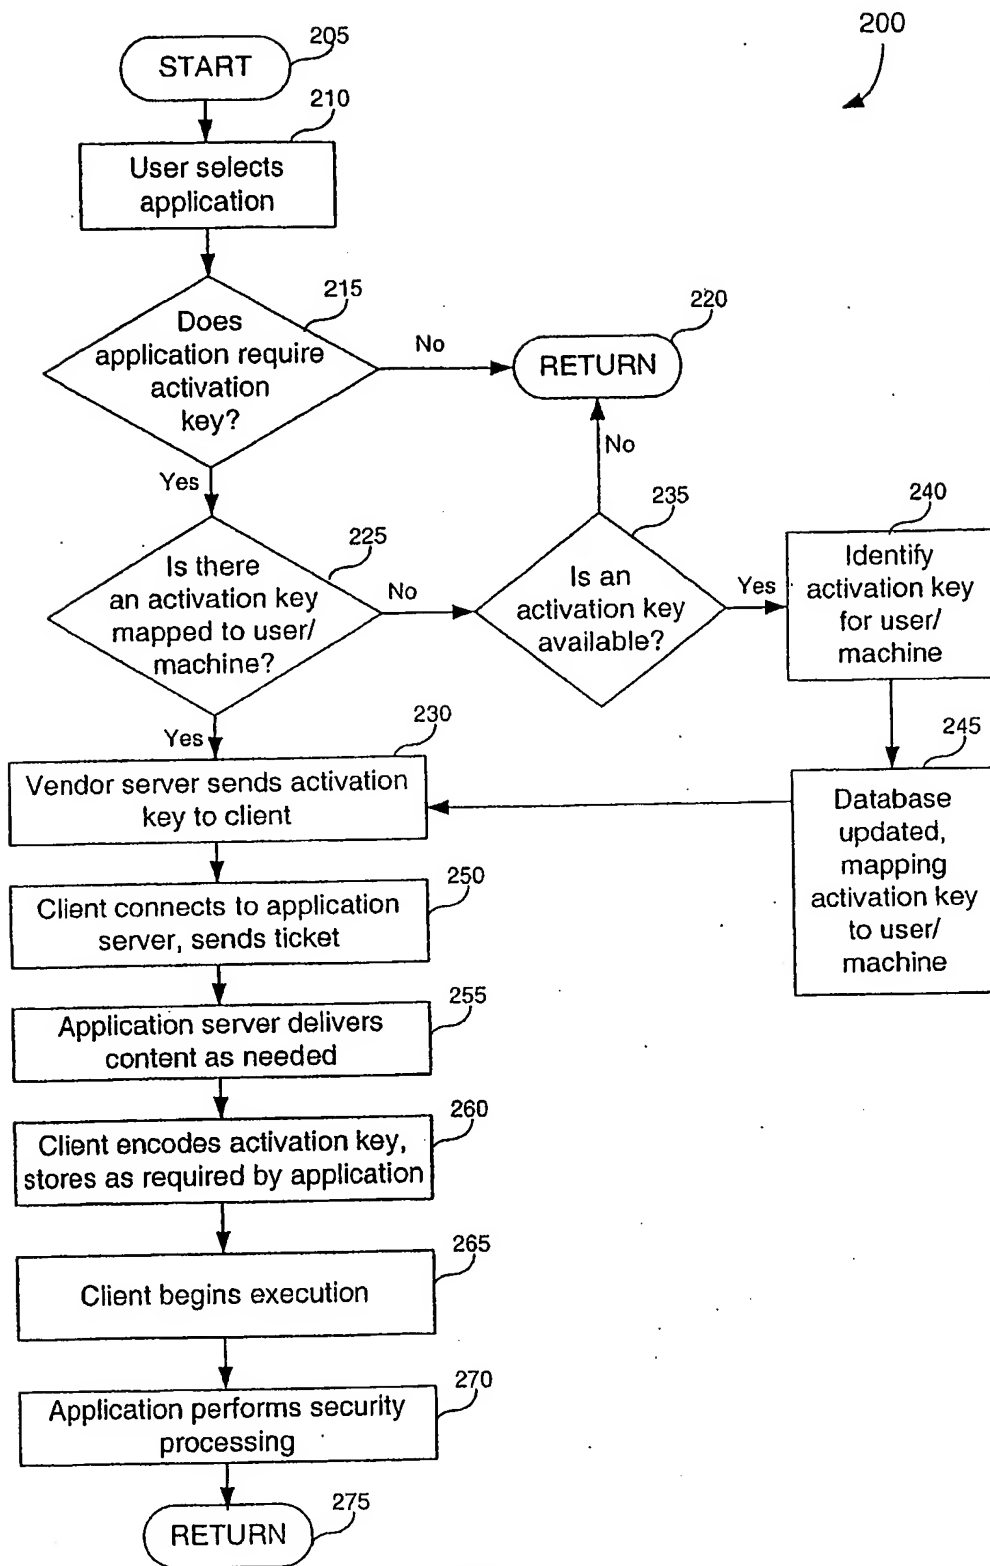 200
205
START
210
User selects
application
215
Does
application require
activation
key?
No
220
RETURN
Yes
No
225
Is there
an activation key
mapped to user/
machine?
No
235
Is an
activation key
available?
Yes
240
Identify
activation key
for user/
machine
Yes
230
Vendor server sends activation
key to client
245
Database
updated,
mapping
activation key
to user/
machine
250
Client connects to application
server, sends ticket
255
Application server delivers
content as needed
260
Client encodes activation key,
stores as required by application
265
Client begins execution
270
Application performs security
processing
275
RETURN